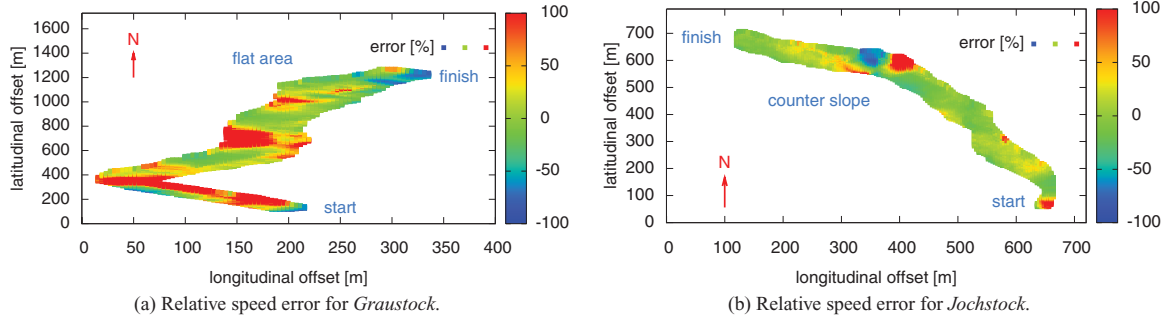 1600
1400
1200
1000
800
600
400
200
0
latitudinal offset [m]
N
flat area
error [%]
finish
start
0 50 100 150 200 250 300 350 400
longitudinal offset [m]
100
50
0
-50
-100
(a) Relative speed error for Graustock.
700
600
500
400
300
200
100
0
latitudinal offset [m]
finish
error [%]
counter slope
N
start
0 100 200 300 400 500 600 700
longitudinal offset [m]
100
50
0
-50
-100
(b) Relative speed error for Jochstock.